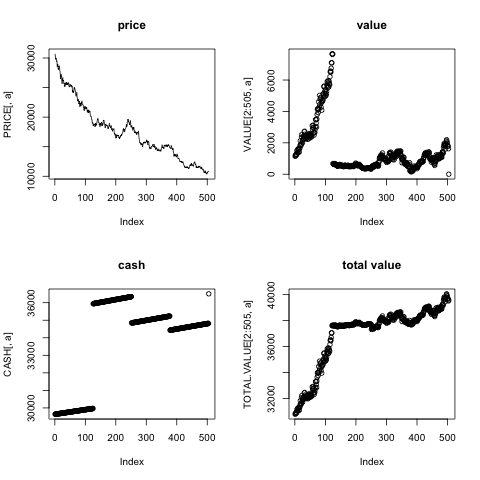 price
PRICE[, a]
10000 20000 30000
0 100 200 300 400 500
Index
value
VALUE[2:505, a]
0 2000 4000 6000
0 100 200 300 400 500
Index
cash
CASH[, a]
30000 33000 36000
0 100 200 300 400 500
Index
total value
TOTAL.VALUE[2:505, a]
32000 36000 40000
0 100 200 300 400 500
Index